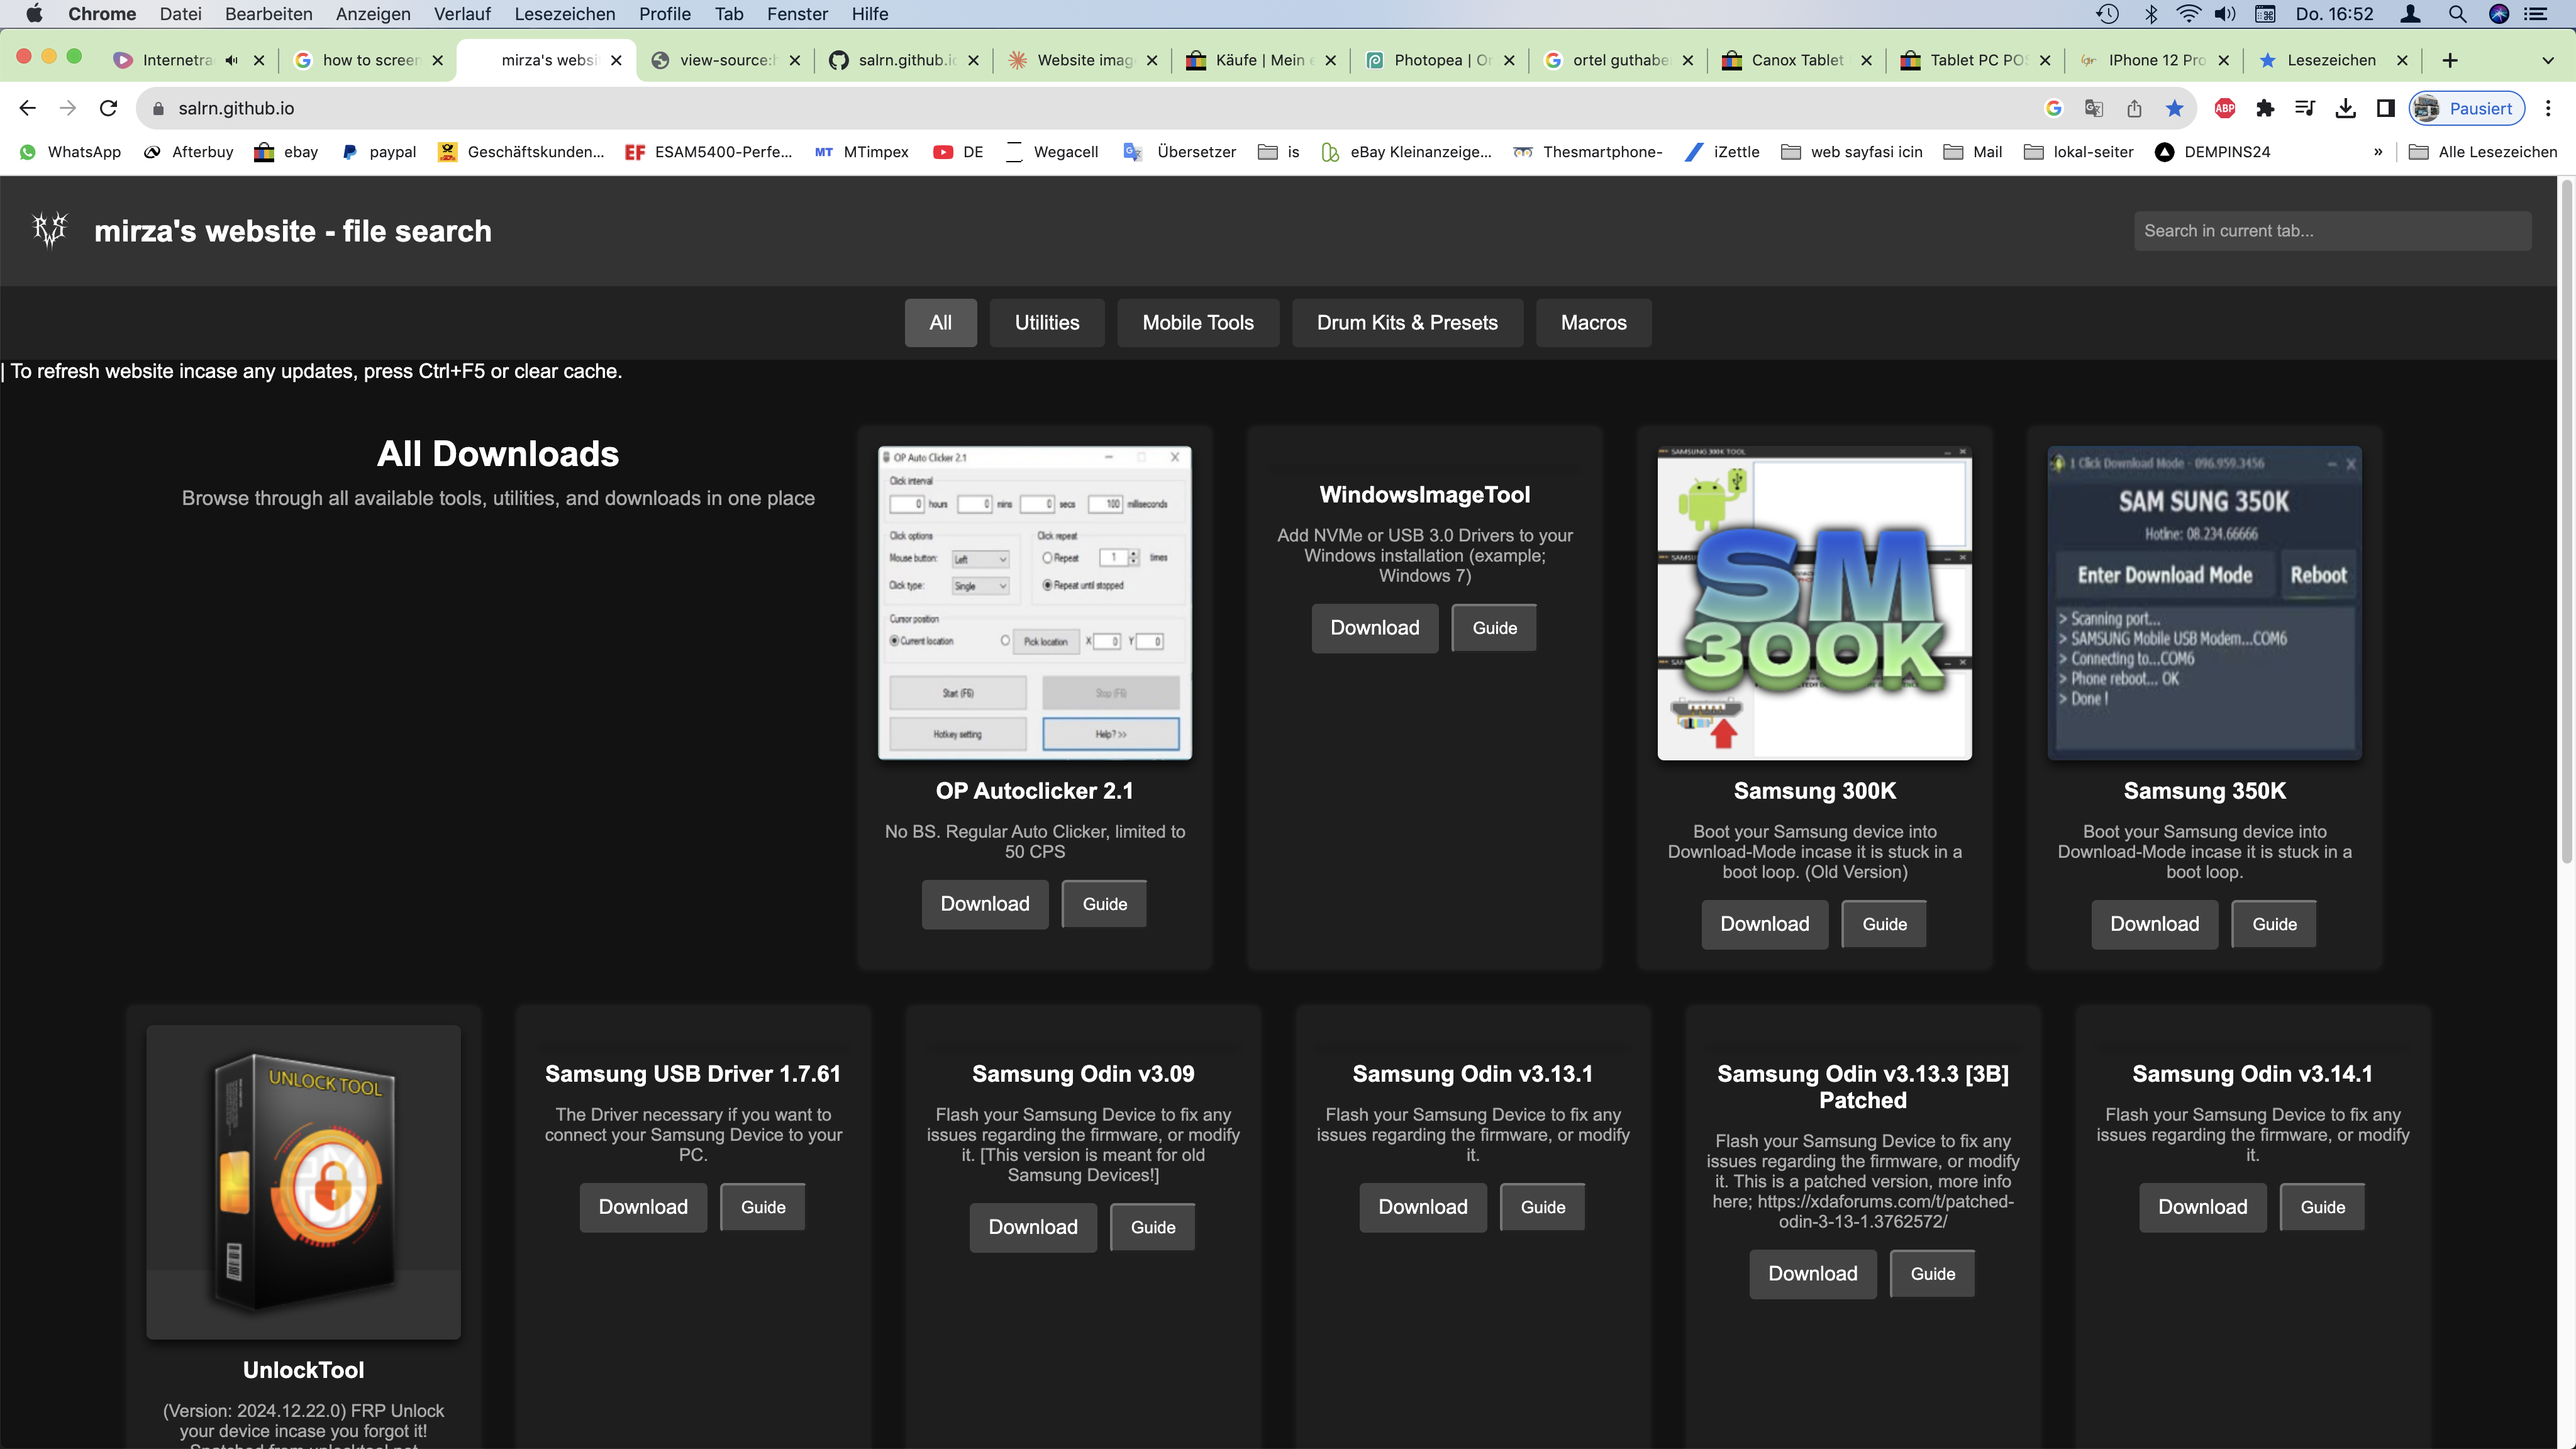 Chrome Datei Bearbeiten Anzeigen Verlauf Lesezeichen Profile Tab Fenster Hilfe Do. 16:52
Internetra how to screen mirza's websi view-source:h salrn.github.io Website imag Käufe | Mein e Photopea | On ortel guthabe Canox Tablet Tablet PC POS IPhone 12 Pro Lesezeichen
salrn.github.io ABP Pausiert
WhatsApp Afterbuy ebay paypal Geschäftskunden... EF ESAM5400-Perfe... MT MTimpex DE Wegacell Übersetzer is eBay Kleinanzeige... Thesmartphone- iZettle web sayfasi icin Mail lokal-seiter DEMPINS24 » Alle Lesezeichen
mirza's website - file search
Search in current tab...
All Utilities Mobile Tools Drum Kits & Presets Macros
| To refresh website incase any updates, press Ctrl+F5 or clear cache.
All Downloads
Browse through all available tools, utilities, and downloads in one place
OP Auto Clicker 2.1
Click interval
0 hours 0 mins 0 secs 100 milliseconds
Click options Click repeat
Mouse button: Left Repeat 1 times
Click type: Single Repeat until stopped
Cursor position
Current location Pick location X 0 Y 0
Start (F6) Stop (F6)
Hotkey setting Help? >>
OP Autoclicker 2.1
No BS. Regular Auto Clicker, limited to
50 CPS
Download Guide
WindowsImageTool
Add NVMe or USB 3.0 Drivers to your
Windows installation (example;
Windows 7)
Download Guide
SAMSUNG 300K TOOL
SM
300K
Samsung 300K
Boot your Samsung device into
Download-Mode incase it is stuck in a
boot loop. (Old Version)
Download Guide
1 Click Download Mode - 096.959.3456
SAM SUNG 350K
Hotline: 08.234.66666
Enter Download Mode Reboot
> Scanning port...
> SAMSUNG Mobile USB Modem...COM6
> Connecting to...COM6
> Phone reboot... OK
> Done !
Samsung 350K
Boot your Samsung device into
Download-Mode incase it is stuck in a
boot loop.
Download Guide
UNLOCKTOOL
UnlockTool
(Version: 2024.12.22.0) FRP Unlock
your device incase you forgot it!
Samsung USB Driver 1.7.61
The Driver necessary if you want to
connect your Samsung Device to your
PC.
Download Guide
Samsung Odin v3.09
Flash your Samsung Device to fix any
issues regarding the firmware, or modify
it. [This version is meant for old
Samsung Devices!]
Download Guide
Samsung Odin v3.13.1
Flash your Samsung Device to fix any
issues regarding the firmware, or modify
it.
Download Guide
Samsung Odin v3.13.3 [3B]
Patched
Flash your Samsung Device to fix any
issues regarding the firmware, or modify
it. This is a patched version, more info
here; https://xdaforums.com/t/patched-
odin-3-13-1.3762572/
Download Guide
Samsung Odin v3.14.1
Flash your Samsung Device to fix any
issues regarding the firmware, or modify
it.
Download Guide